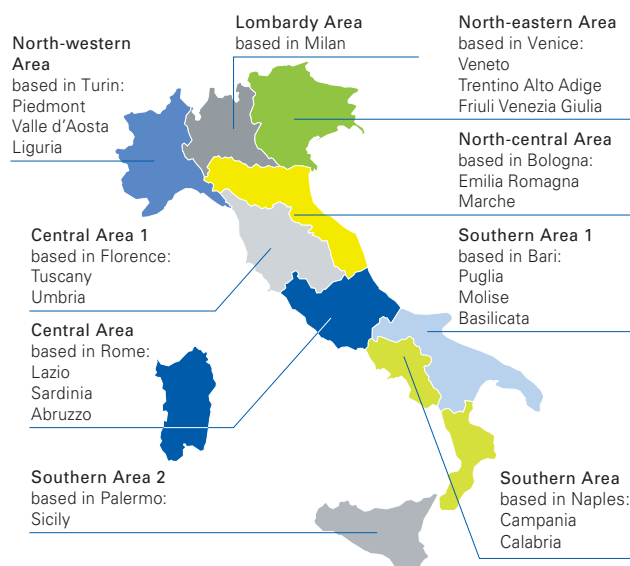 North-western
Area
based in Turin:
Piedmont
Valle d'Aosta
Liguria
Lombardy Area
based in Milan
North-eastern Area
based in Venice:
Veneto
Trentino Alto Adige
Friuli Venezia Giulia
North-central Area
based in Bologna:
Emilia Romagna
Marche
Central Area 1
based in Florence:
Tuscany
Umbria
Southern Area 1
based in Bari:
Puglia
Molise
Basilicata
Central Area
based in Rome:
Lazio
Sardinia
Abruzzo
Southern Area 2
based in Palermo:
Sicily
Southern Area
based in Naples:
Campania
Calabria